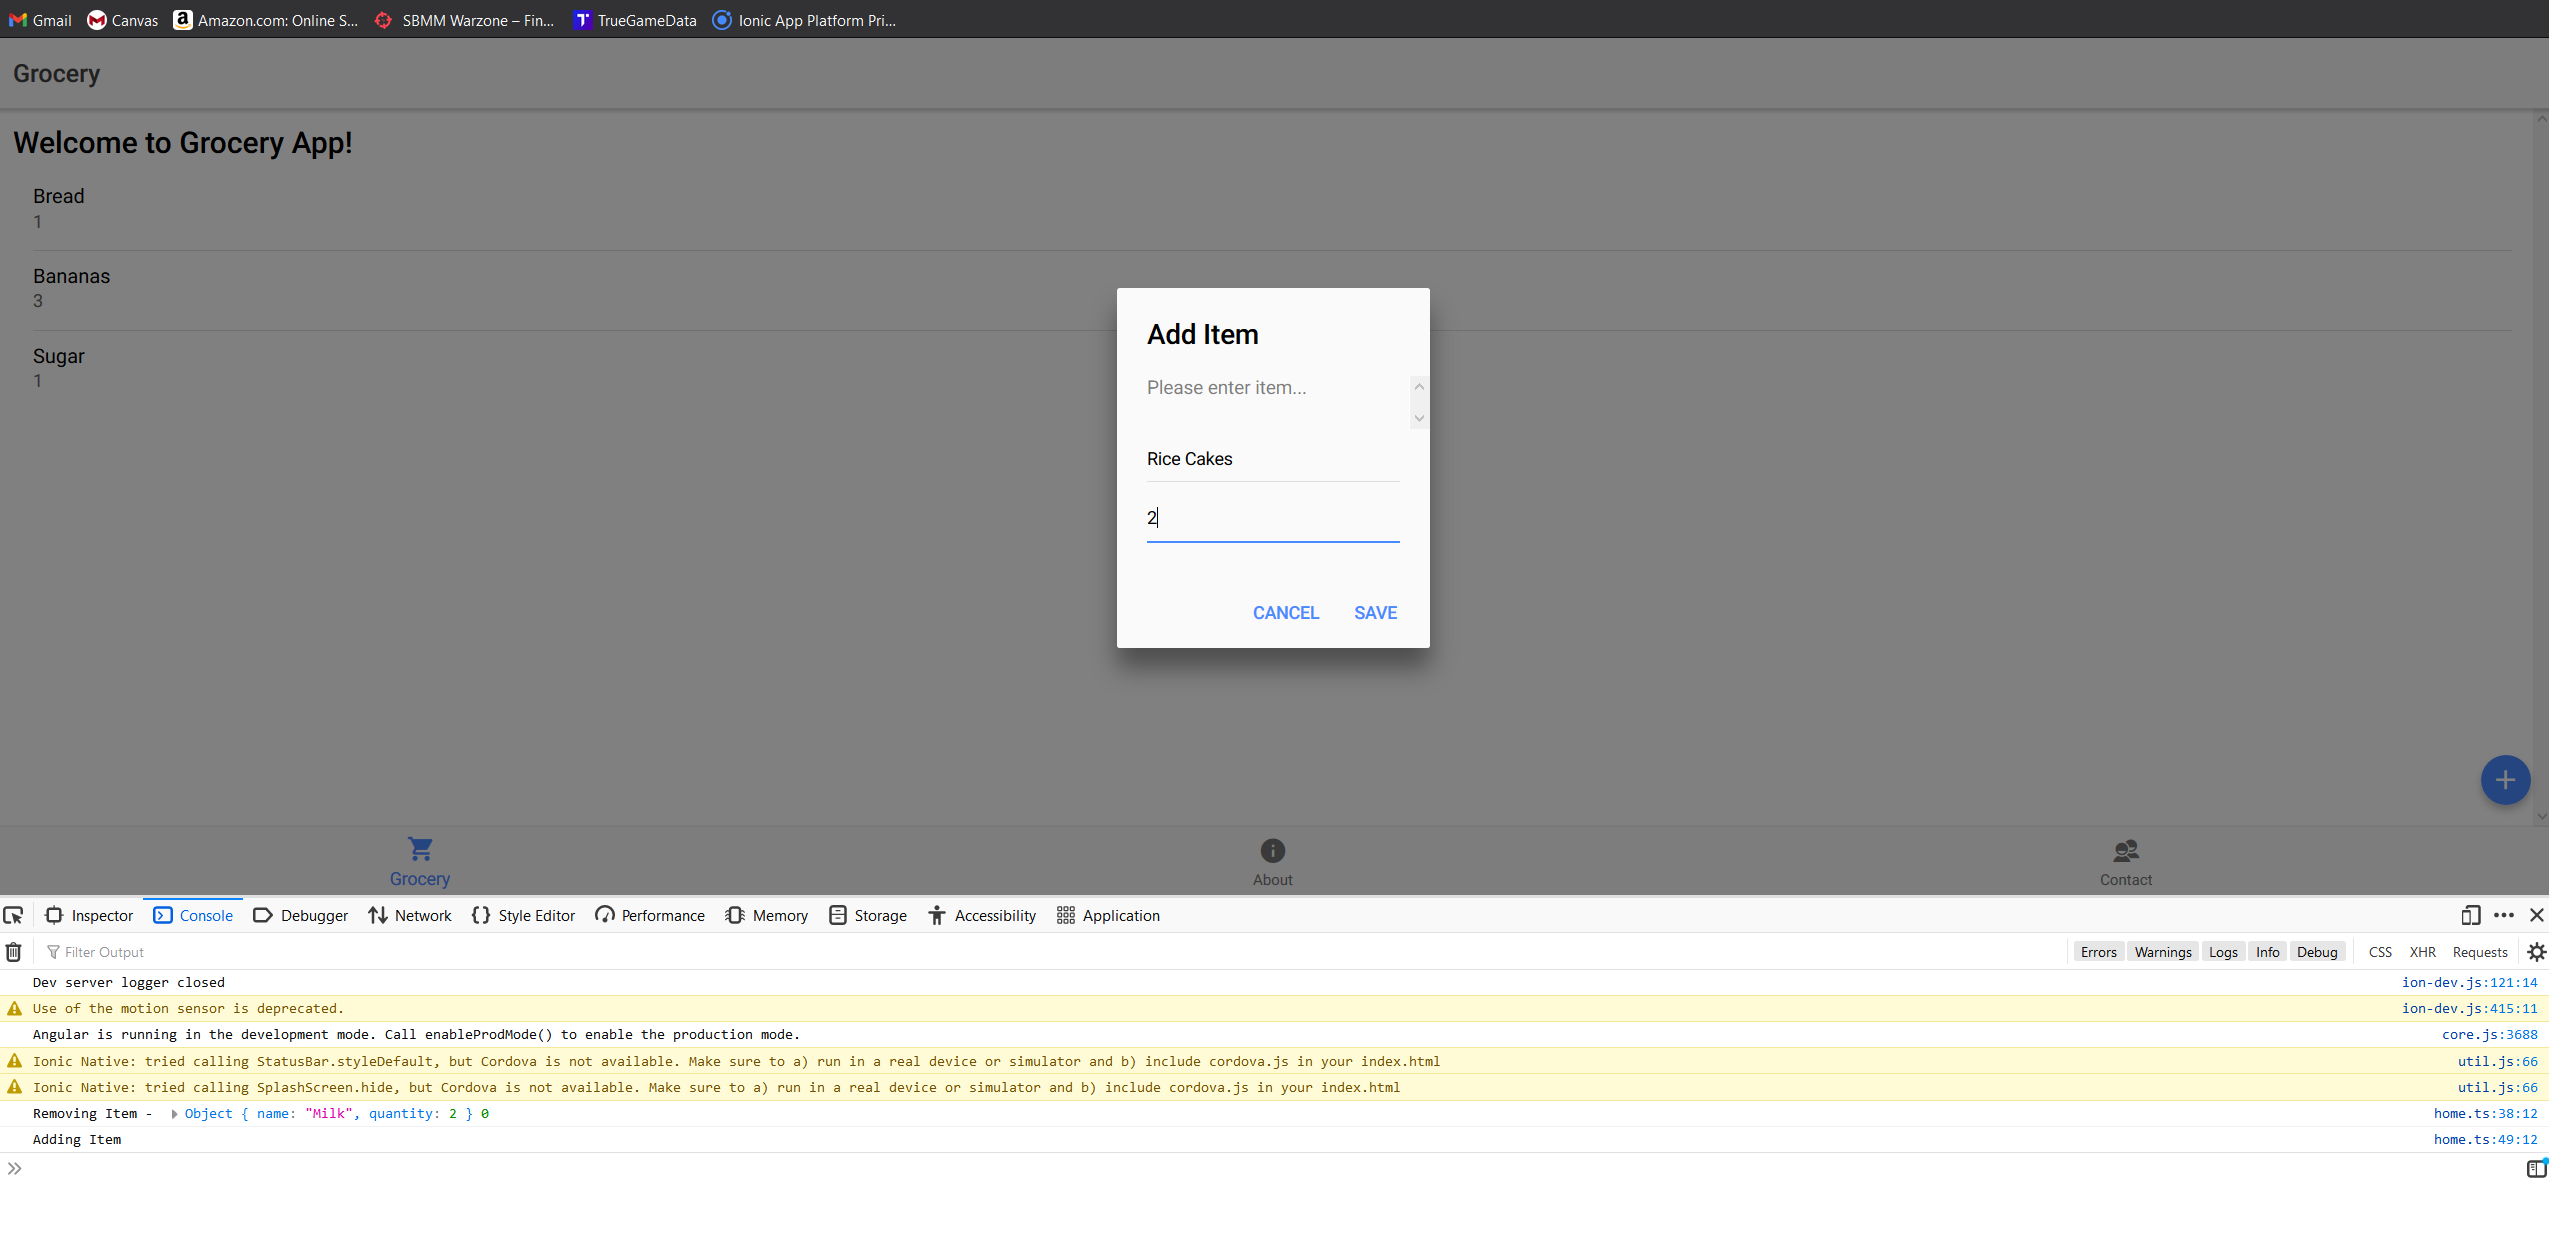 Gmail Canvas Amazon.com: Online S... SBMM Warzone – Fin... TrueGameData Ionic App Platform Pri...
Grocery
Welcome to Grocery App!
Bread
1
Bananas
3
Sugar
1
Add Item
Please enter item...
Rice Cakes
2
CANCEL SAVE
Grocery About Contact
Inspector Console Debugger Network Style Editor Performance Memory Storage Accessibility Application
Filter Output Errors Warnings Logs Info Debug CSS XHR Requests
Dev server logger closed ion-dev.js:121:14
Use of the motion sensor is deprecated. ion-dev.js:415:11
Angular is running in the development mode. Call enableProdMode() to enable the production mode. core.js:3688
Ionic Native: tried calling StatusBar.styleDefault, but Cordova is not available. Make sure to a) run in a real device or simulator and b) include cordova.js in your index.html util.js:66
Ionic Native: tried calling SplashScreen.hide, but Cordova is not available. Make sure to a) run in a real device or simulator and b) include cordova.js in your index.html util.js:66
Removing Item - Object { name: "Milk", quantity: 2 } 0 home.ts:38:12
Adding Item home.ts:49:12